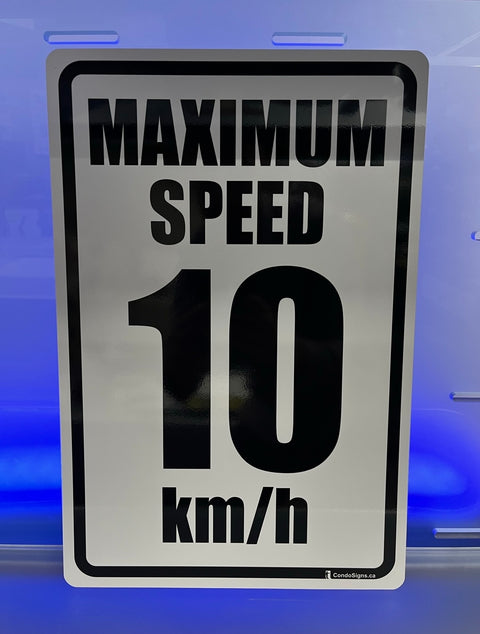 MAXIMUM
SPEED
10
km/h
CondoSigns.ca